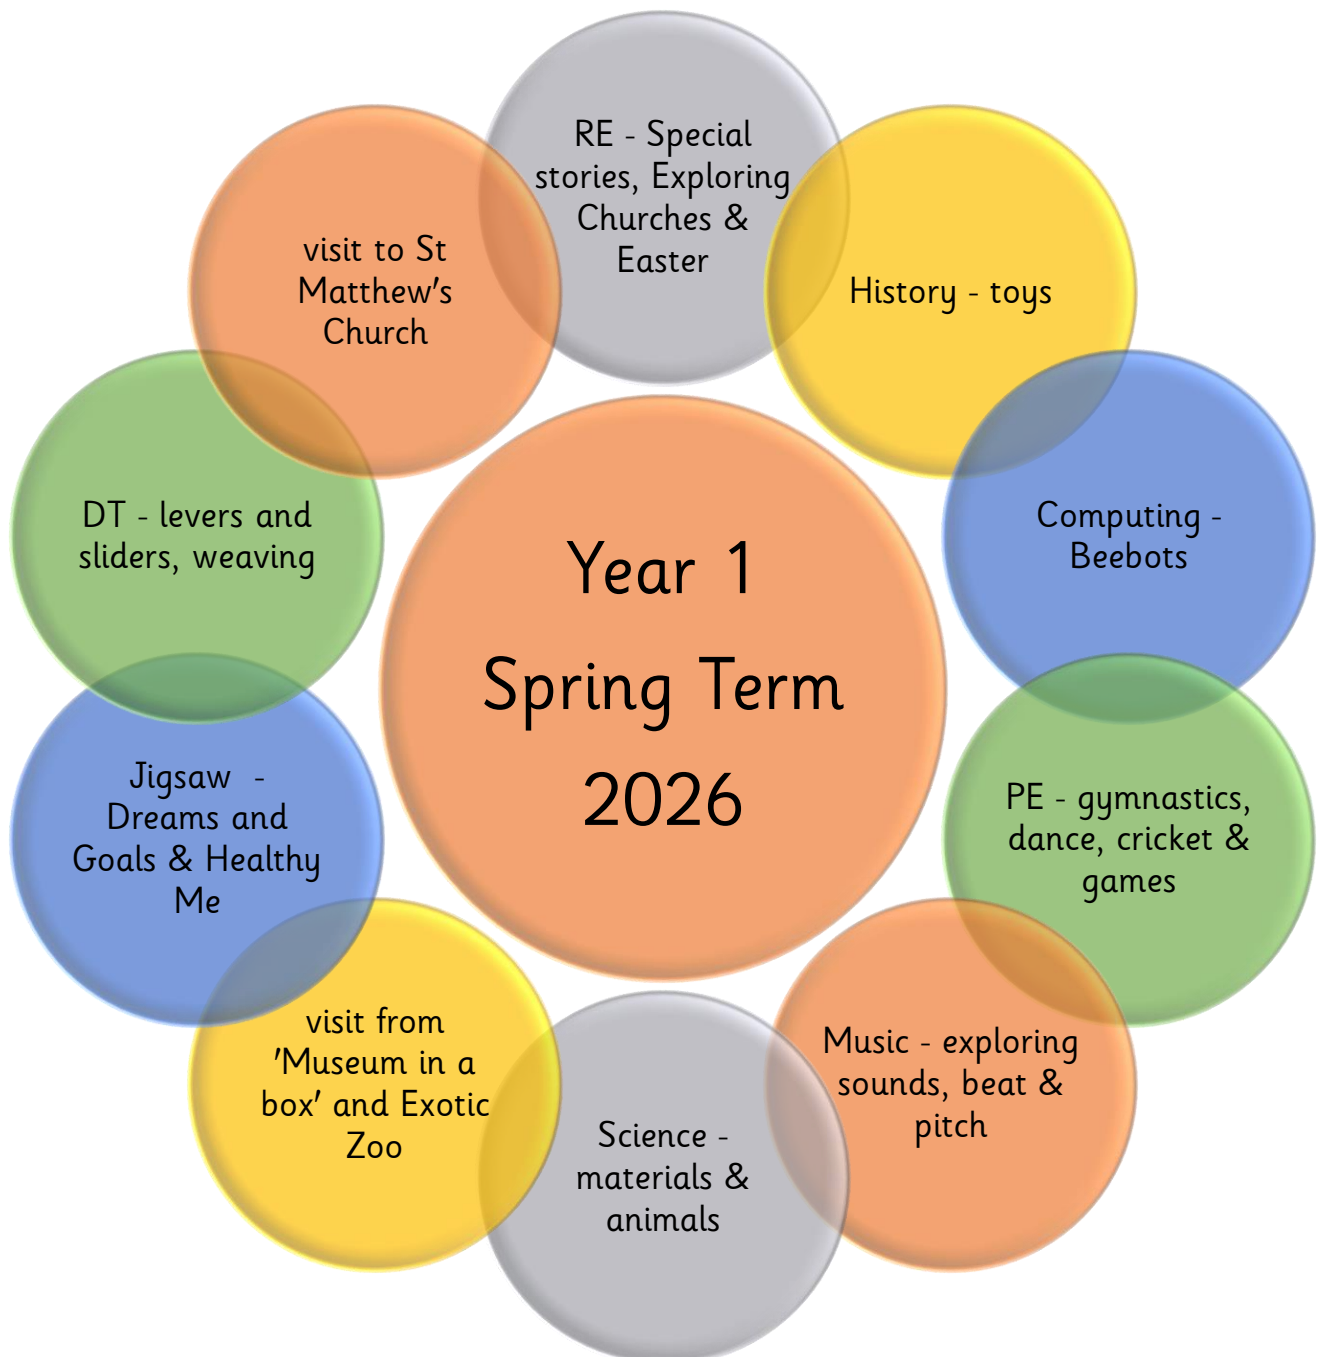 RE - Special
stories, Exploring
Churches &
Easter
History - toys
Computing -
Beebots
PE - gymnastics,
dance, cricket &
games
Music - exploring
sounds, beat &
pitch
Science -
materials &
animals
visit from
'Museum in a
box' and Exotic
Zoo
Jigsaw  -
Dreams and
Goals & Healthy
Me
DT - levers and
sliders, weaving
visit to St
Matthew's
Church
Year 1
Spring Term
2026